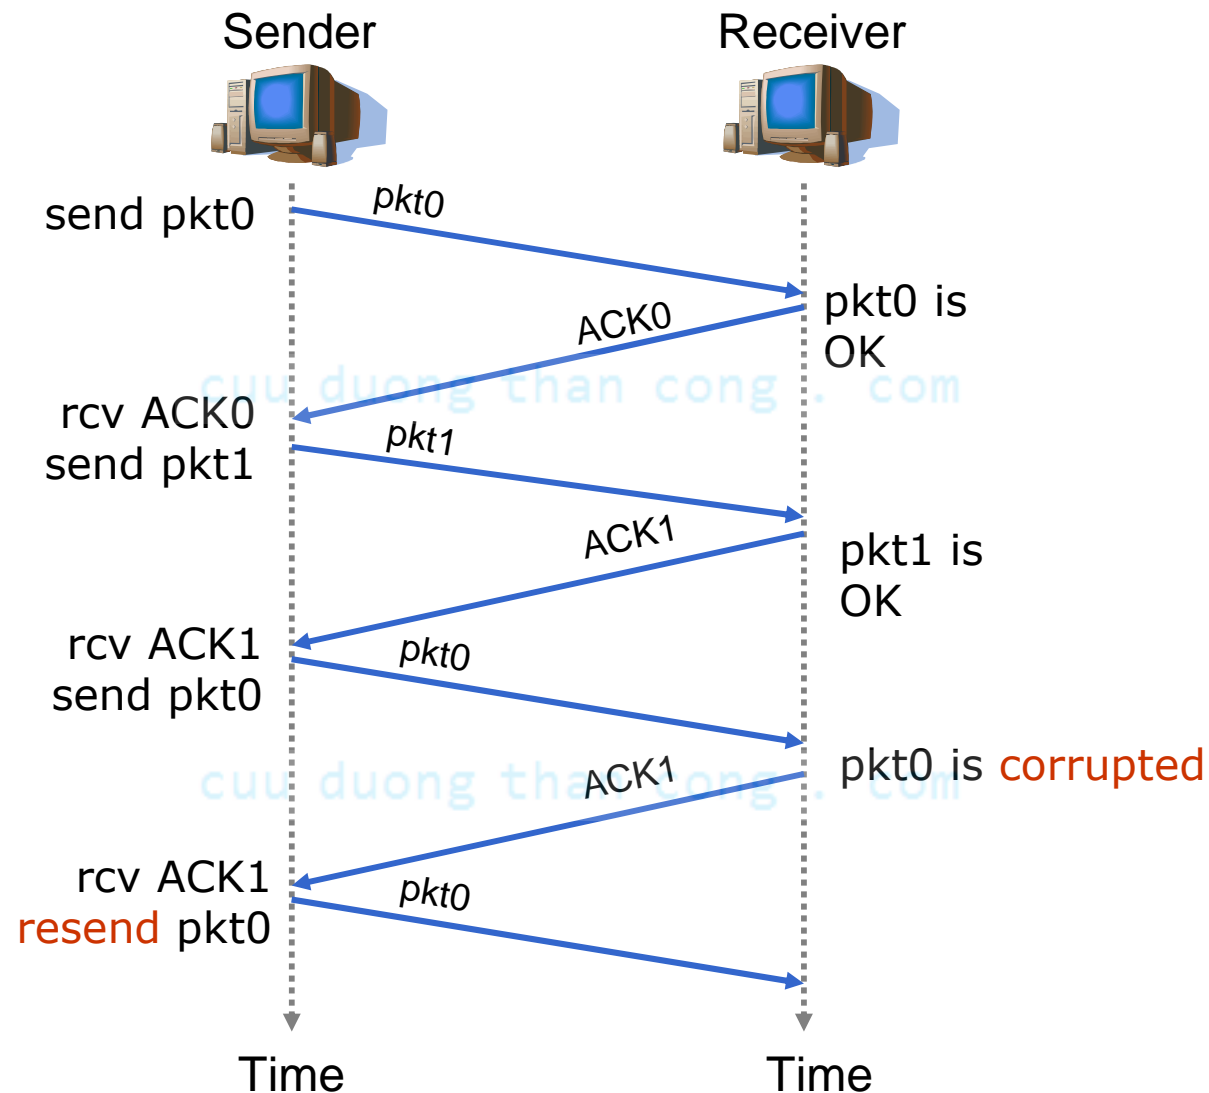 Sender
Receiver
send pkt0
pkt0
pkt0 is
OK
ACK0
cuu duong than cong . com
rcv ACK0
send pkt1
pkt1
ACK1
pkt1 is
OK
rcv ACK1
send pkt0
pkt0
pkt0 is corrupted
ACK1
cuu duong than cong . com
rcv ACK1
resend pkt0
pkt0
Time
Time